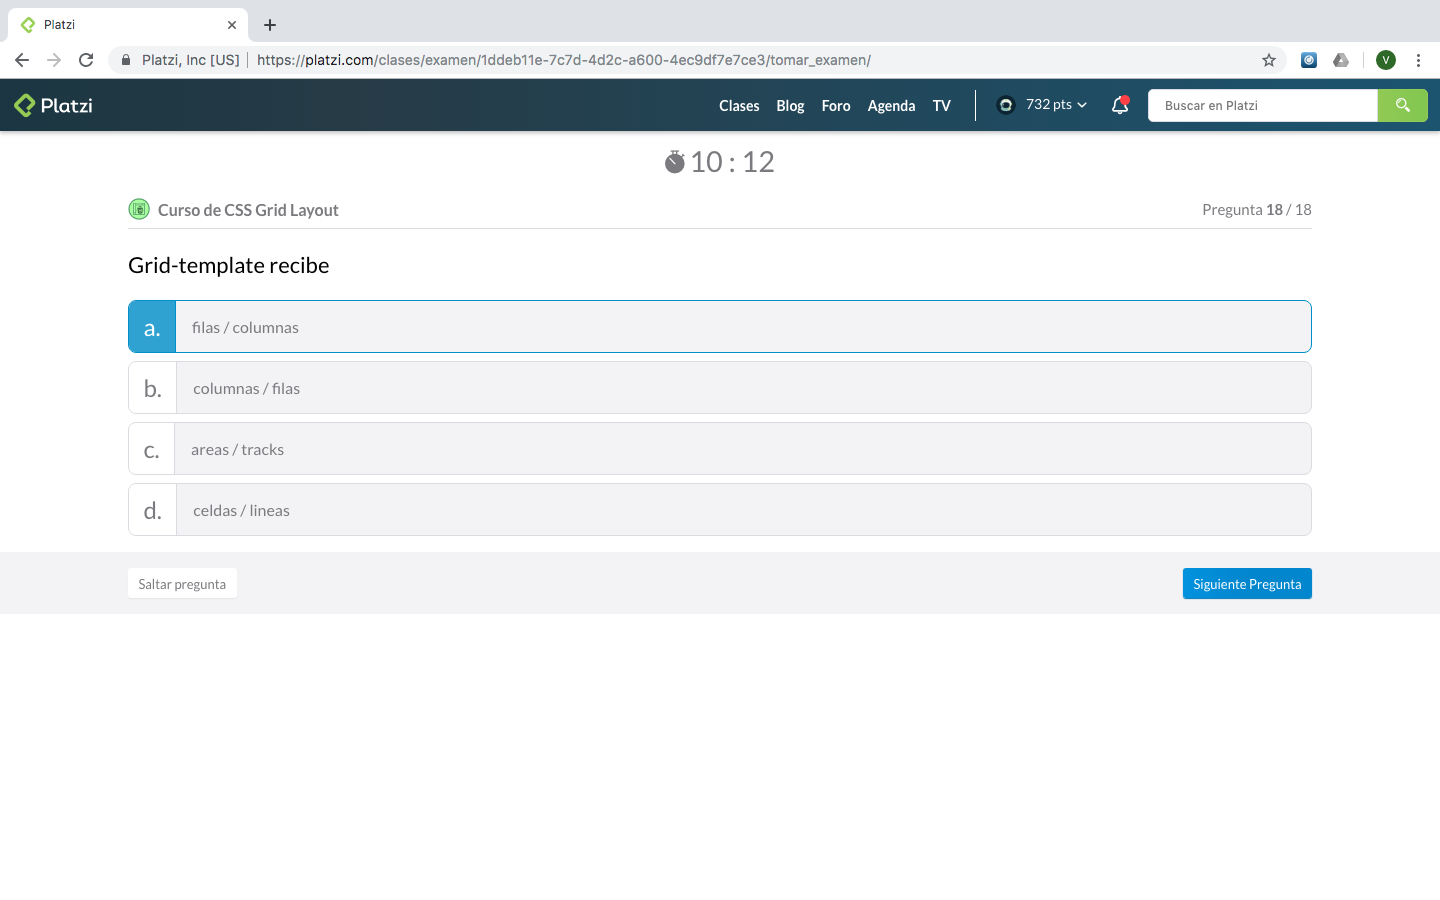 Platzi
Platzi, Inc [US] https://platzi.com/clases/examen/1ddeb11e-7c7d-4d2c-a600-4ec9df7e7ce3/tomar_examen/ V
Platzi Clases Blog Foro Agenda TV 732 pts Buscar en Platzi
10 : 12
Curso de CSS Grid Layout Pregunta 18 / 18
Grid-template recibe
a. filas / columnas
b. columnas / filas
c. areas / tracks
d. celdas / lineas
Saltar pregunta Siguiente Pregunta